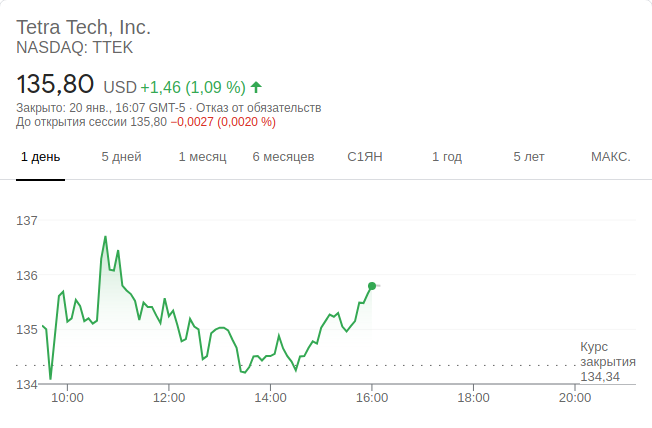 Tetra Tech, Inc.
NASDAQ: TTEK
135,80 USD +1,46 (1,09 %)
Закрыто: 20 янв., 16:07 GMT-5 · Отказ от обязательств
До открытия сессии 135,80 −0,0027 (0,0020 %)
1 день 5 дней 1 месяц 6 месяцев С1ЯН 1 год 5 лет МАКС.
137
136
135
Курс
закрытия
134,34
134
10:00 12:00 14:00 16:00 18:00 20:00